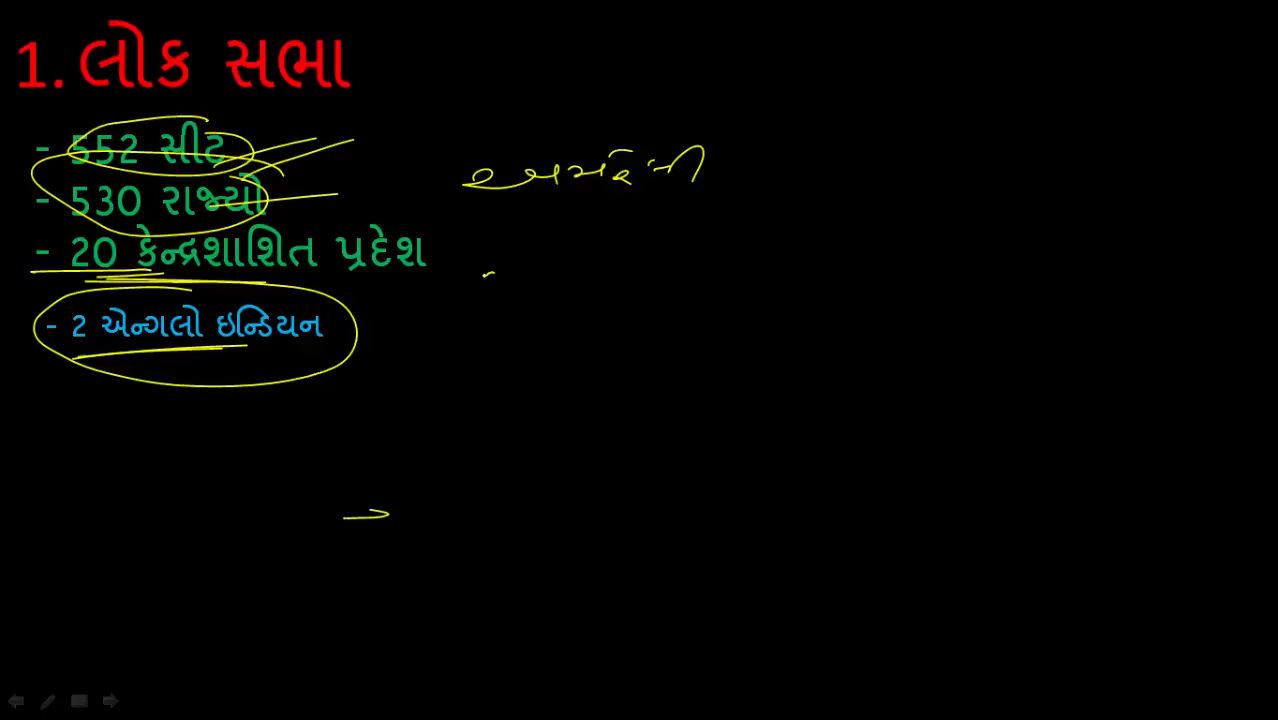 1. લોક સભા
- 552 સીટ
- 530 રાજ્યો
- 20 કેન્દ્રશાશિત પ્રદેશ
- 2 એન્ગલો ઇન્ડિયન